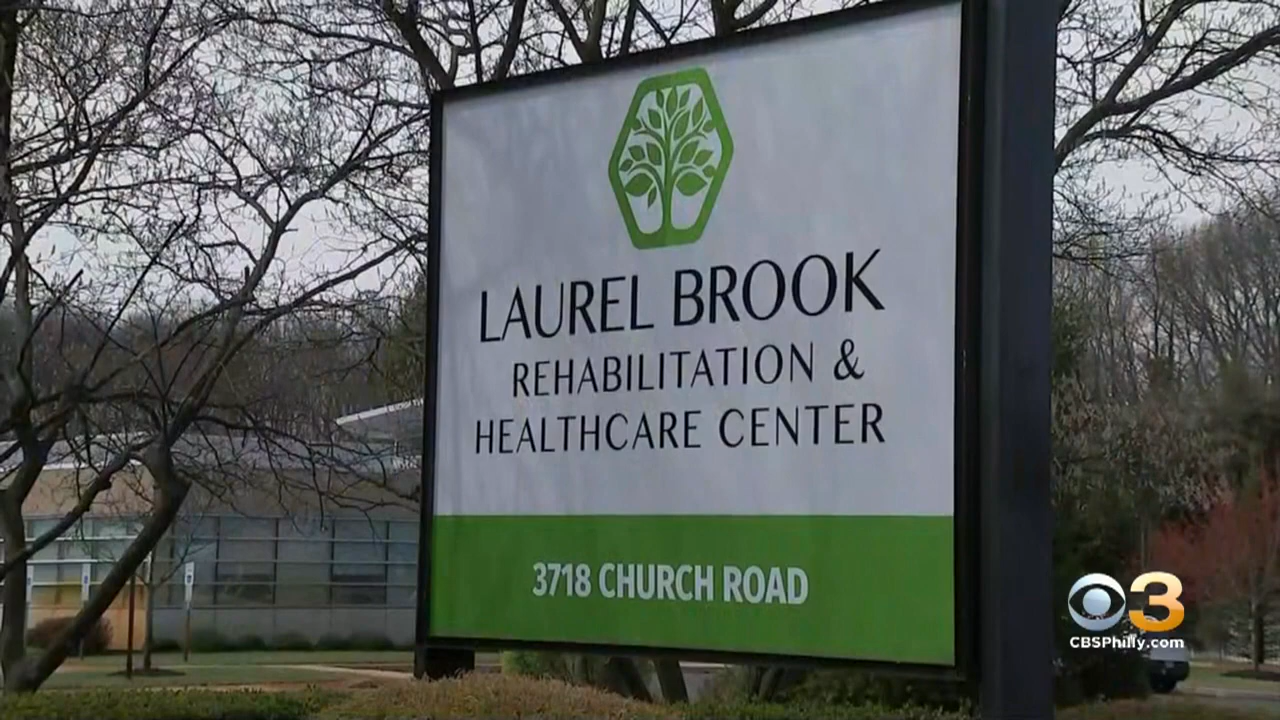 LAUREL BROOK
REHABILITATION &
HEALTHCARE CENTER
3718 CHURCH ROAD
3
CBSPhilly.com